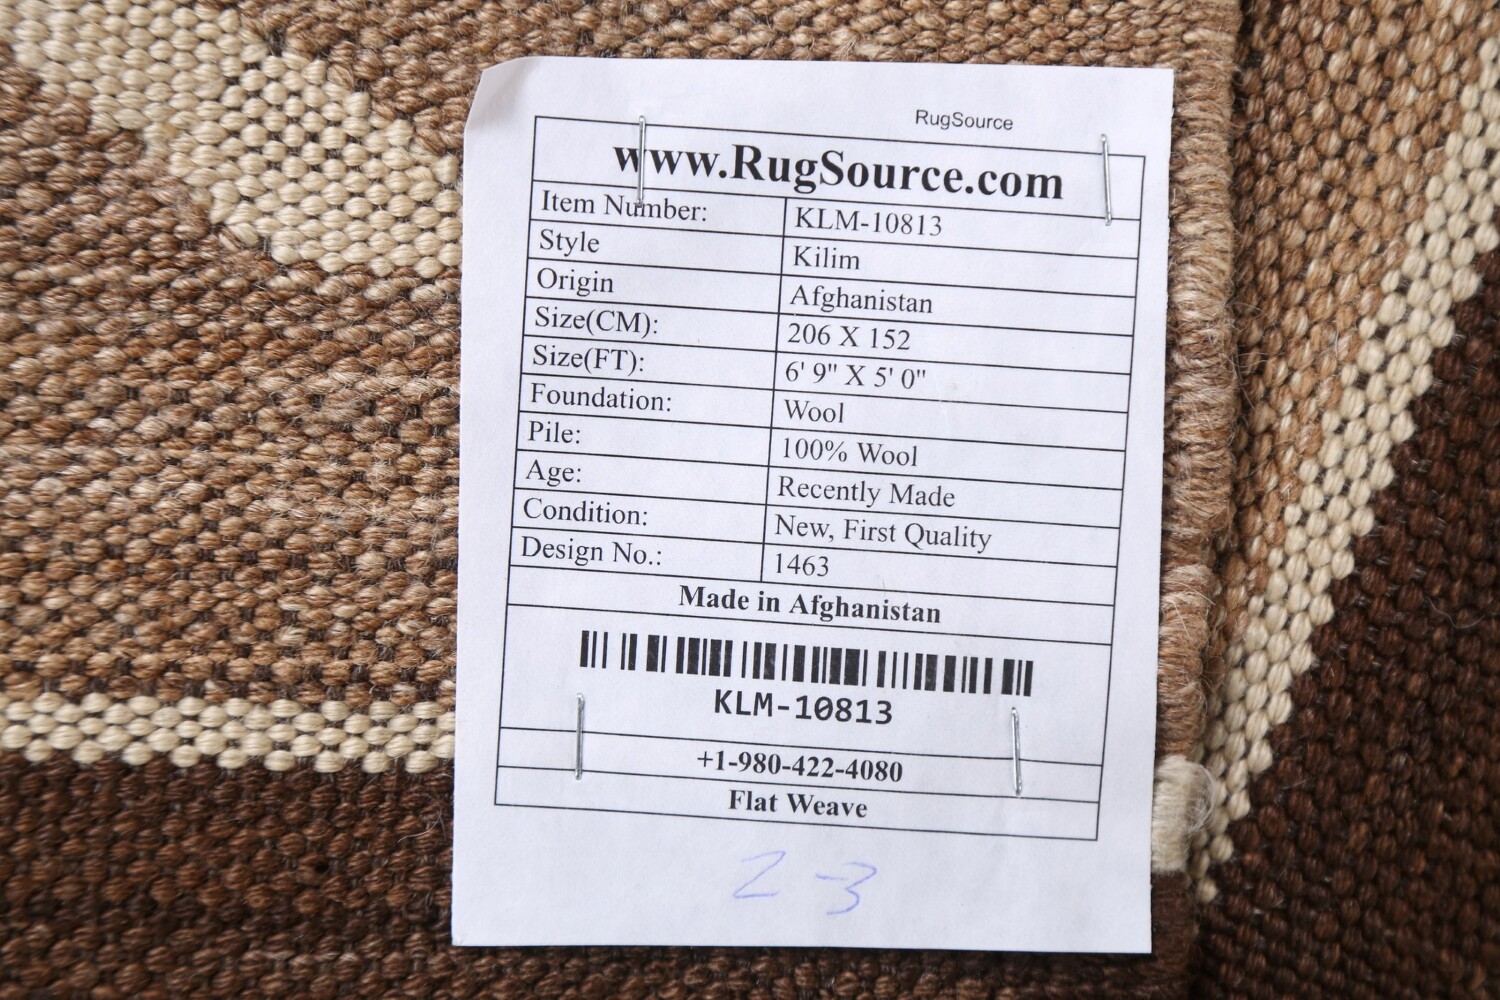 RugSource
www.RugSource.com
Item Number: KLM-10813
Style Kilim
Origin Afghanistan
Size(CM): 206 X 152
Size(FT): 6' 9" X 5' 0"
Foundation: Wool
Pile: 100% Wool
Age: Recently Made
Condition: New, First Quality
Design No.: 1463
Made in Afghanistan
KLM-10813
+1-980-422-4080
Flat Weave
2-3